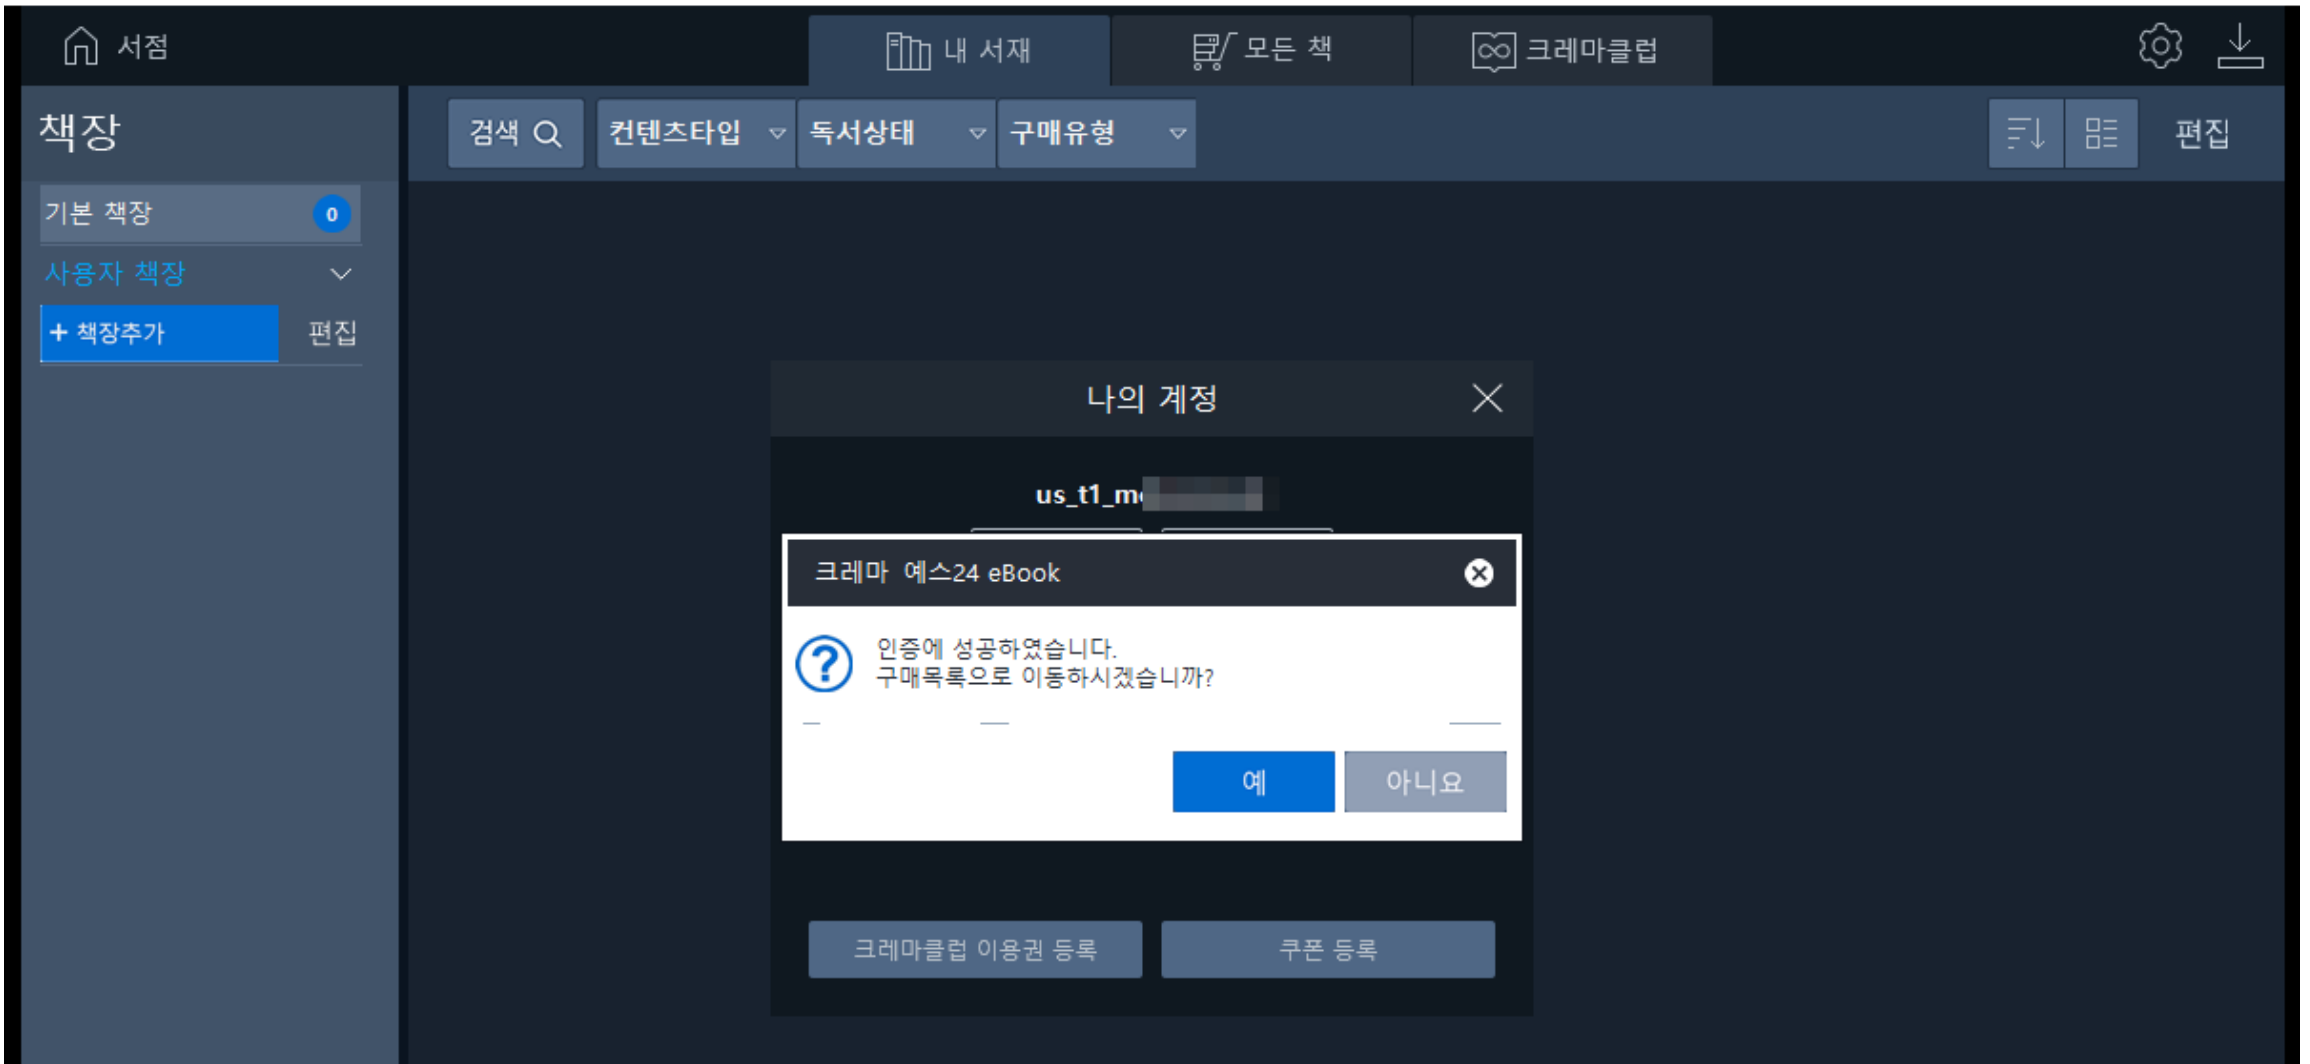 서점
내 서재
모든 책
크레마클럽
책장
검색
컨텐츠타입
독서상태
구매유형
편집
기본 책장
0
사용자 책장
+ 책장추가
편집
나의 계정
us_t1_m
크레마 예스24 eBook
인증에 성공하였습니다.
구매목록으로 이동하시겠습니까?
예
아니요
크레마클럽 이용권 등록
쿠폰 등록